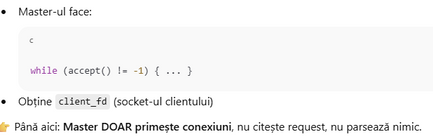 • Master-ul face:
c
while (accept() != -1) { ... }
• Obține client_fd (socket-ul clientului)
👉 Până aici: Master DOAR primește conexiuni, nu citește request, nu parsează nimic.